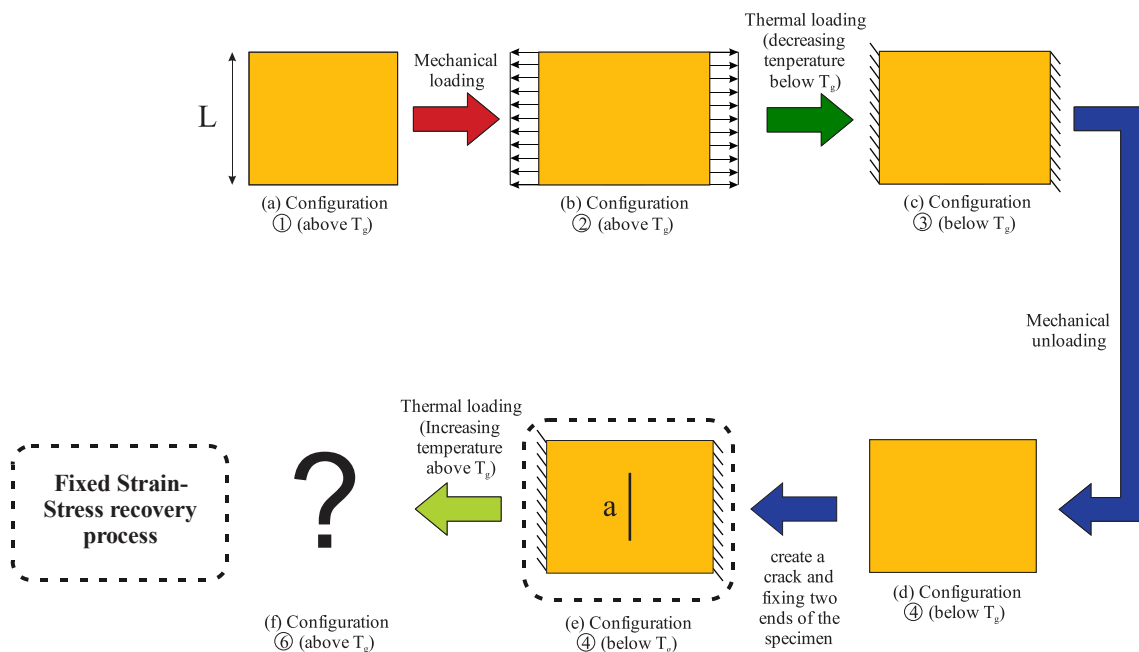 L
Mechanical
loading
Thermal loading
(decreasing
tenperature
below Tg)
(a) Configuration
① (above Tg)
(b) Configuration
② (above Tg)
(c) Configuration
③ (below Tg)
Mechanical
unloading
Fixed Strain-
Stress recovery
process
?
Thermal loading
(Increasing
temperature
above Tg)
a
create a
crack and
fixing two
ends of the
specimen
(f) Configuration
⑥ (above Tg)
(e) Configuration
④ (below Tg)
(d) Configuration
④ (below Tg)